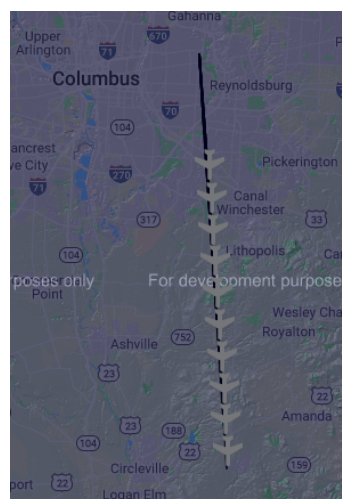 Gahanna
Upper
Arlington
71
670
Columbus
Reynoldsburg
70
104
ve City
270
Pickerington
71
317
Canal
Winchester
33
104
Lithopolis
poses only
For development purpose
Point
Wesley Cha
Royalton
752
Ashville
23
22
Amanda
23
188
104
22
159
Circleville
22
port
Logan Elm